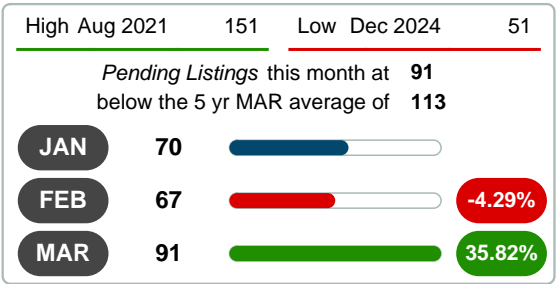 High Aug 2021 151 Low Dec 2024 51
Pending Listings this month at 91
below the 5 yr MAR average of 113
JAN 70
FEB 67 -4.29%
MAR 91 35.82%